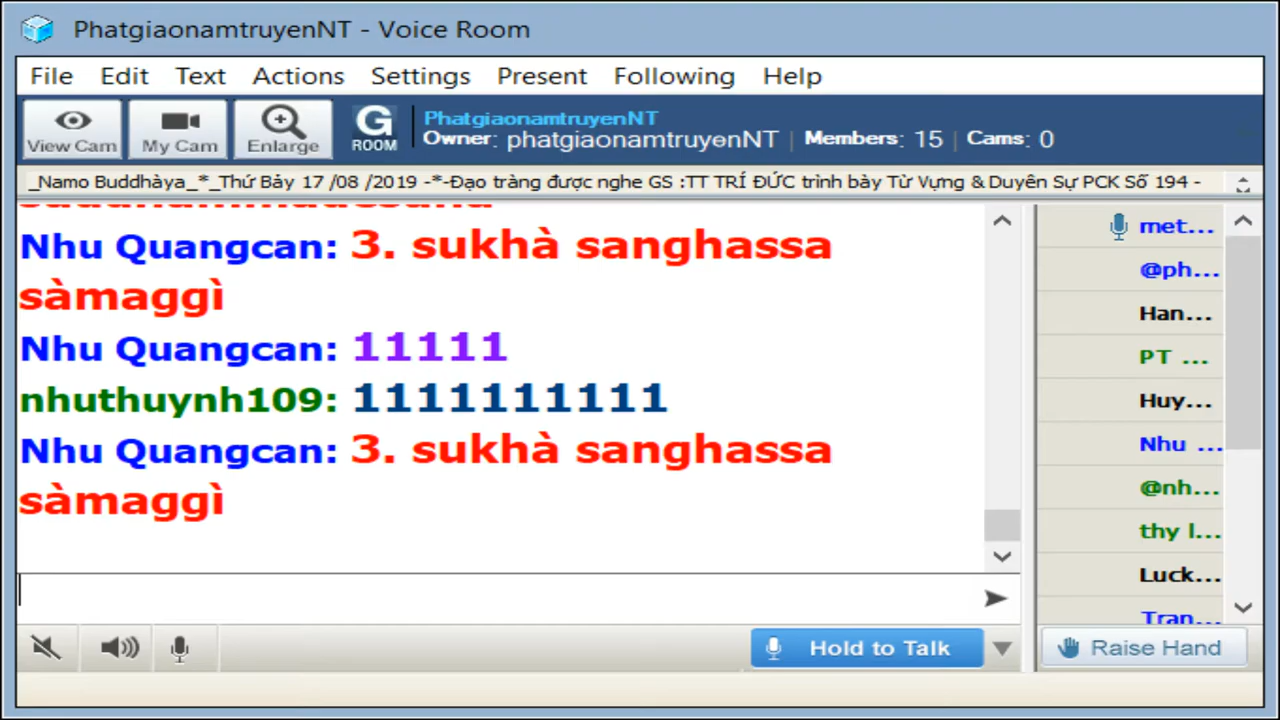 PhatgiaonamtruyenNT - Voice Room
File Edit Text Actions Settings Present Following Help
View Cam My Cam Enlarge G ROOM
PhatgiaonamtruyenNT
Owner: phatgiaonamtruyenNT | Members: 15 | Cams: 0
_Namo Buddhàya_*_Thứ Bảy 17 /08 /2019 -*-Đạo tràng được nghe GS :TT TRÍ ĐỨC trình bày Từ Vựng & Duyên Sự PCK Số 194 -
Nhu Quangcan: 3. sukhà sanghassa
sàmaggì
Nhu Quangcan: 11111
nhuthuynh109: 1111111111
Nhu Quangcan: 3. sukhà sanghassa
sàmaggì
met...
@ph...
Han...
PT ...
Huy...
Nhu ...
@nh...
thy l...
Luck...
Tran...
Hold to Talk
Raise Hand